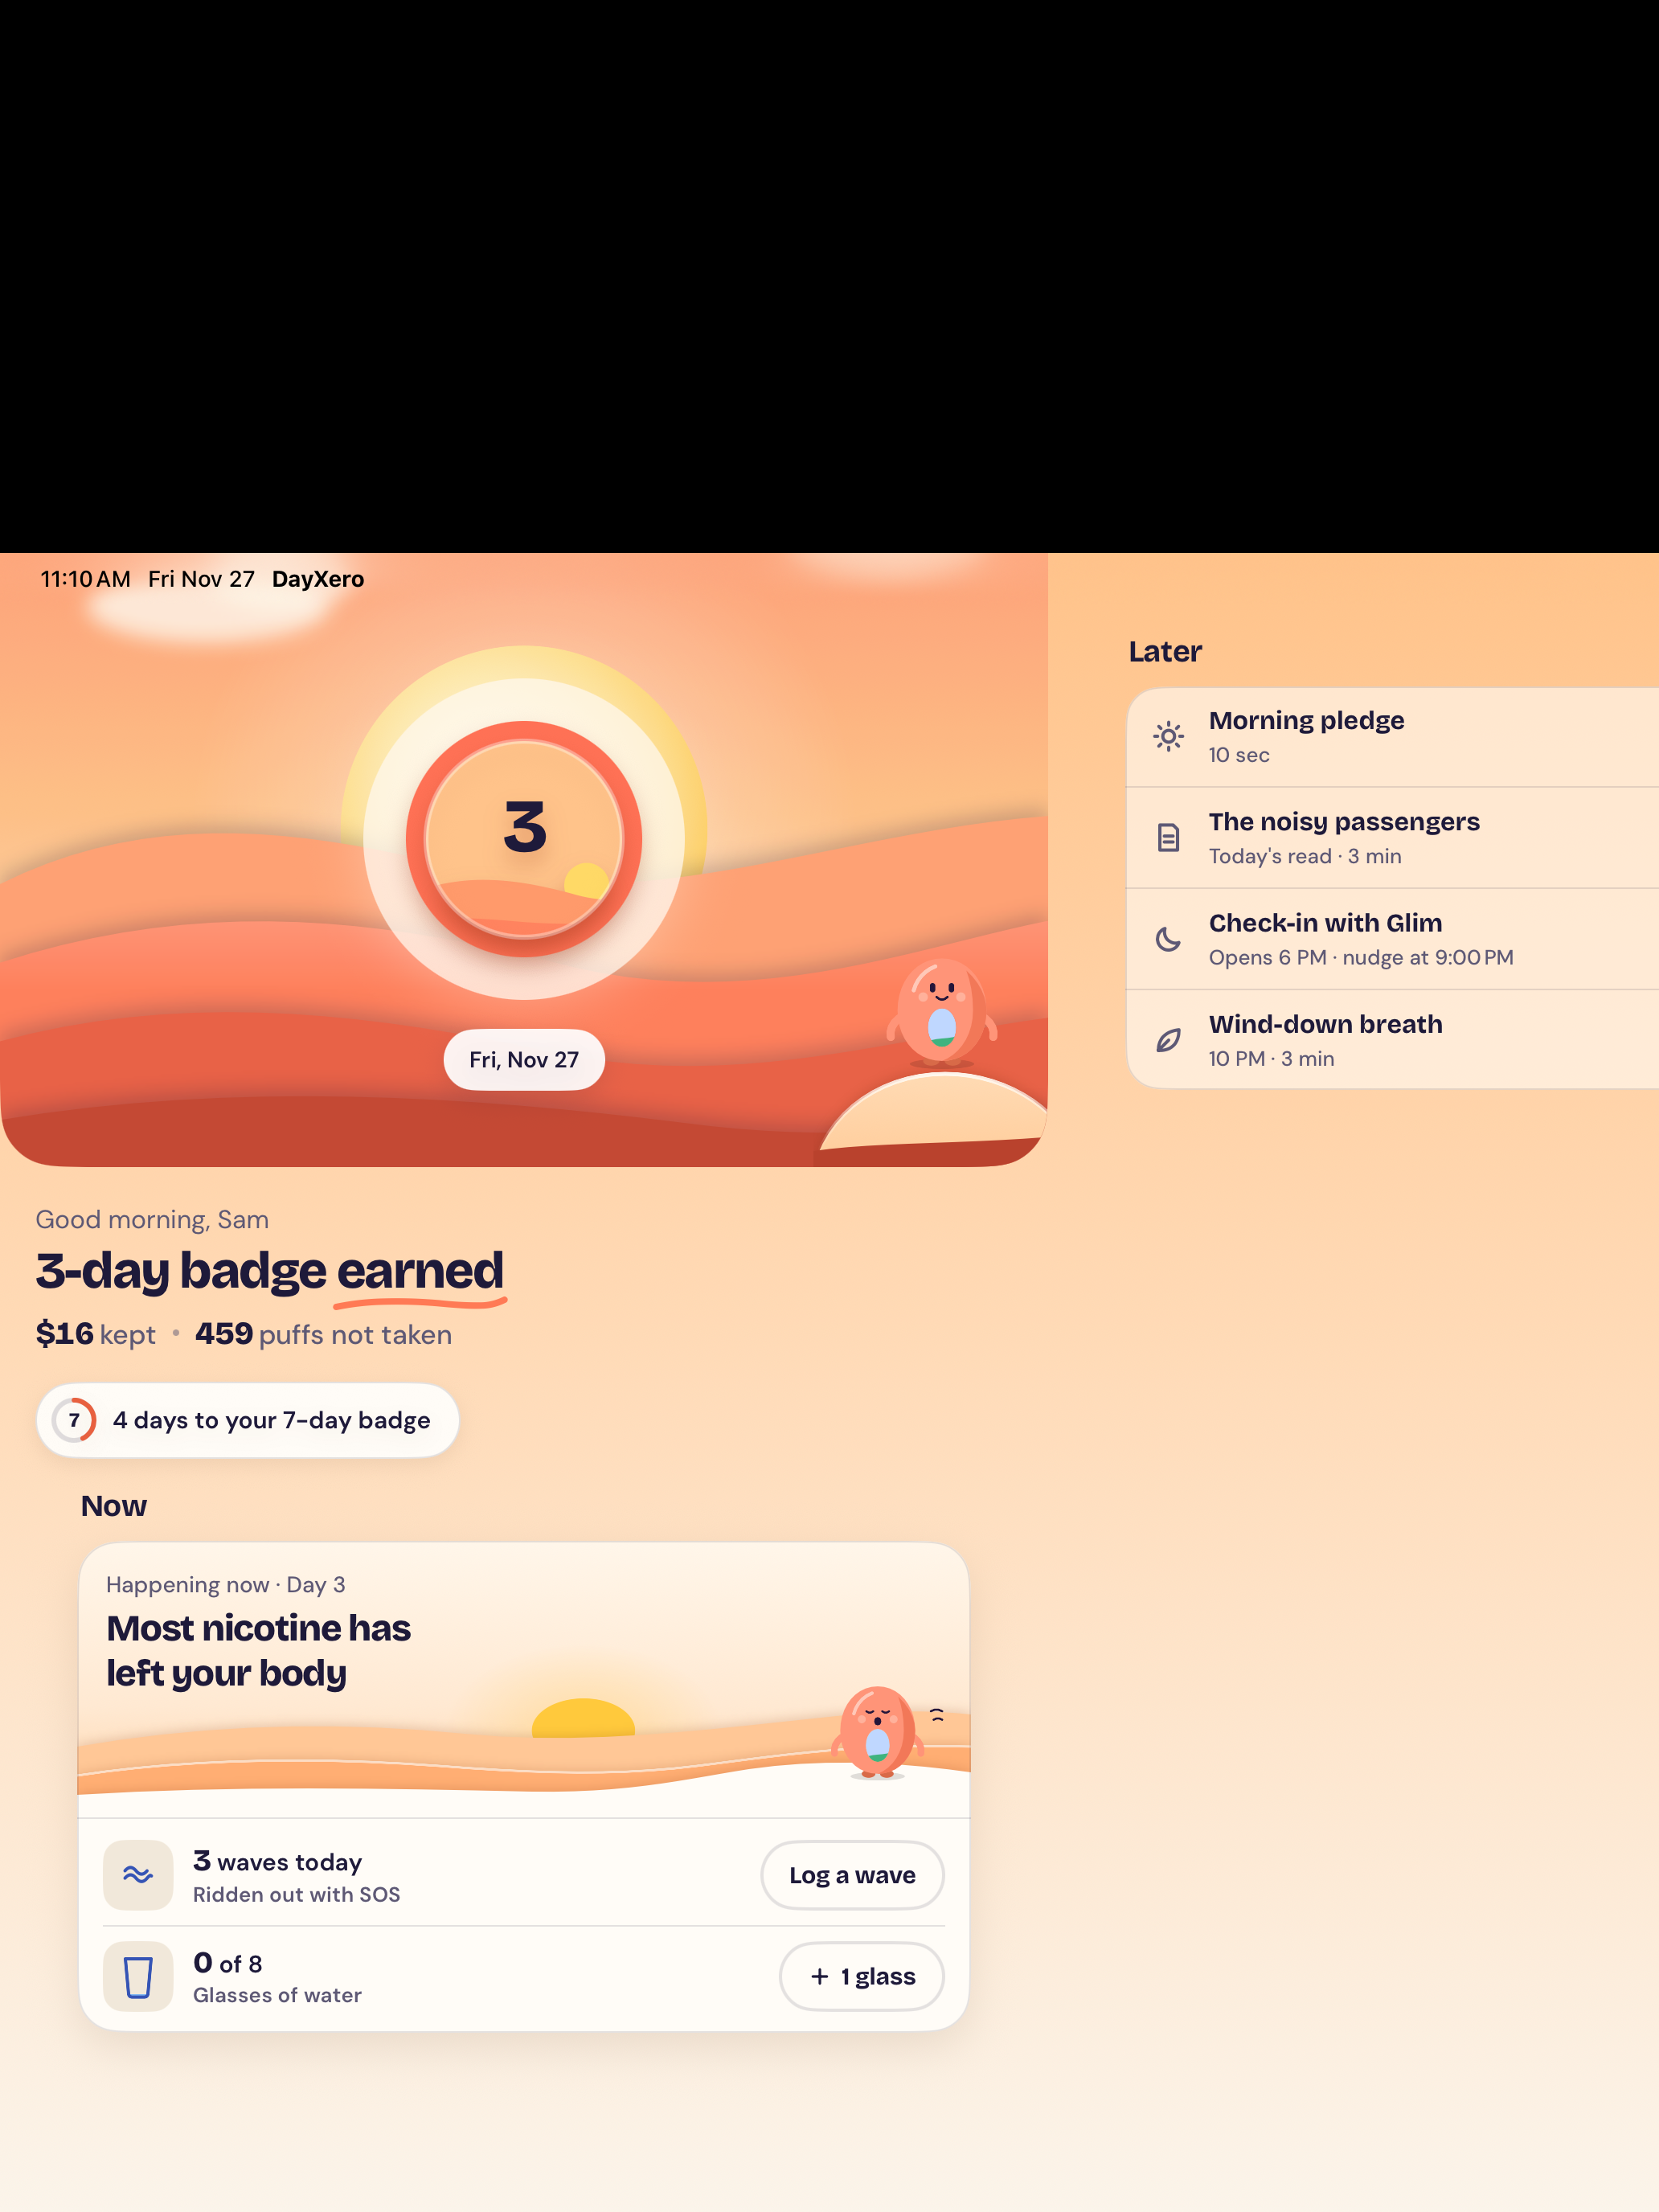 11:10 AM Fri Nov 27 DayXero
3
Fri, Nov 27
Good morning, Sam
3-day badge earned
$16 kept • 459 puffs not taken
7 4 days to your 7-day badge
Now
Happening now · Day 3
Most nicotine has
left your body
3 waves today
Ridden out with SOS
Log a wave
0 of 8
Glasses of water
+ 1 glass
Later
Morning pledge
10 sec
The noisy passengers
Today's read · 3 min
Check-in with Glim
Opens 6 PM · nudge at 9:00 PM
Wind-down breath
10 PM · 3 min